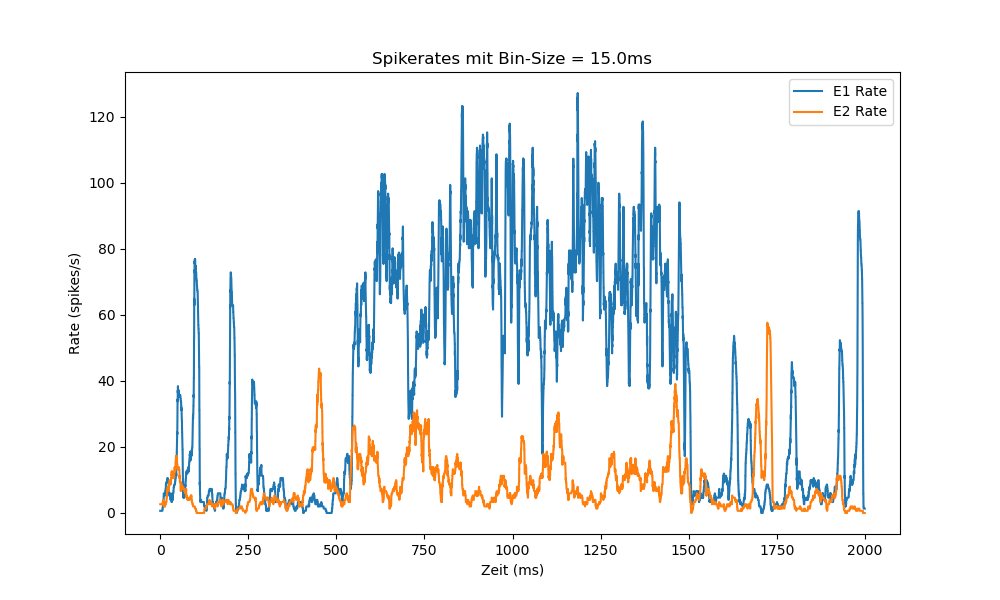 Spikerates mit Bin-Size = 15.0ms
E1 Rate
E2 Rate
120
100
80
60
40
20
0
Rate (spikes/s)
0 250 500 750 1000 1250 1500 1750 2000
Zeit (ms)